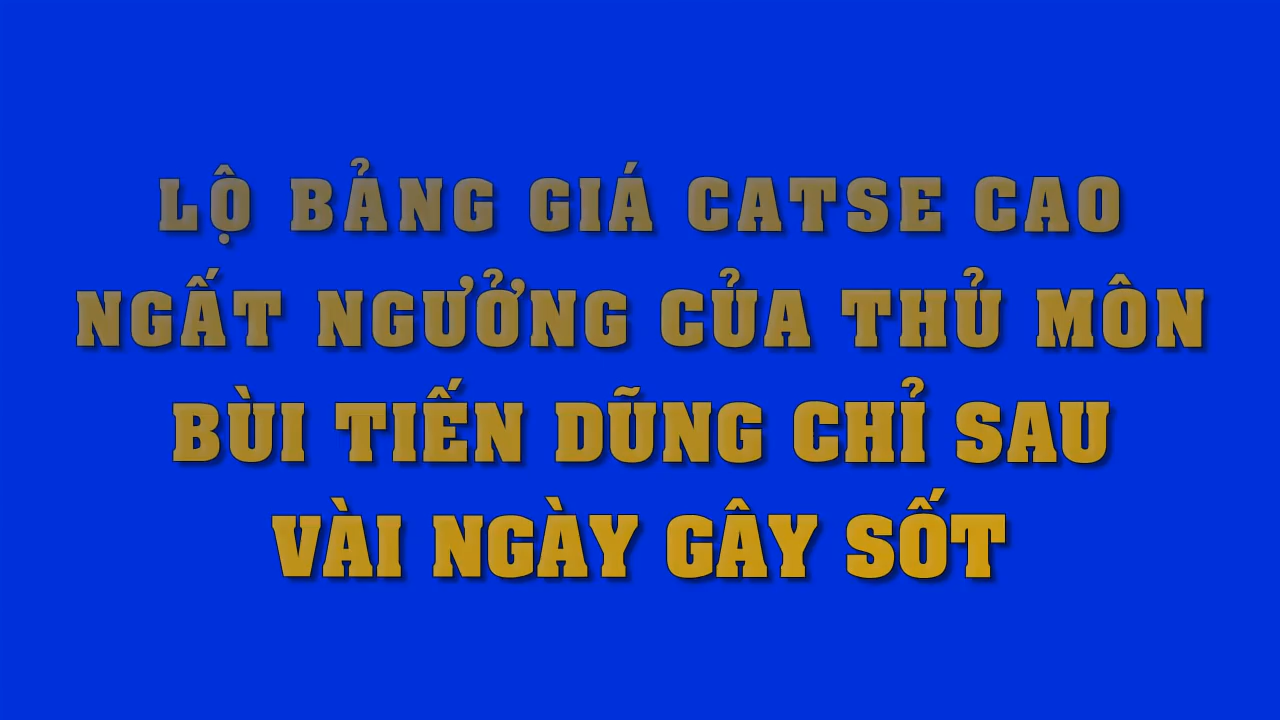 LỘ BẢNG GIÁ CATSE CAO
NGẤT NGƯỞNG CỦA THỦ MÔN
BÙI TIẾN DŨNG CHỈ SAU
VÀI NGÀY GÂY SỐT